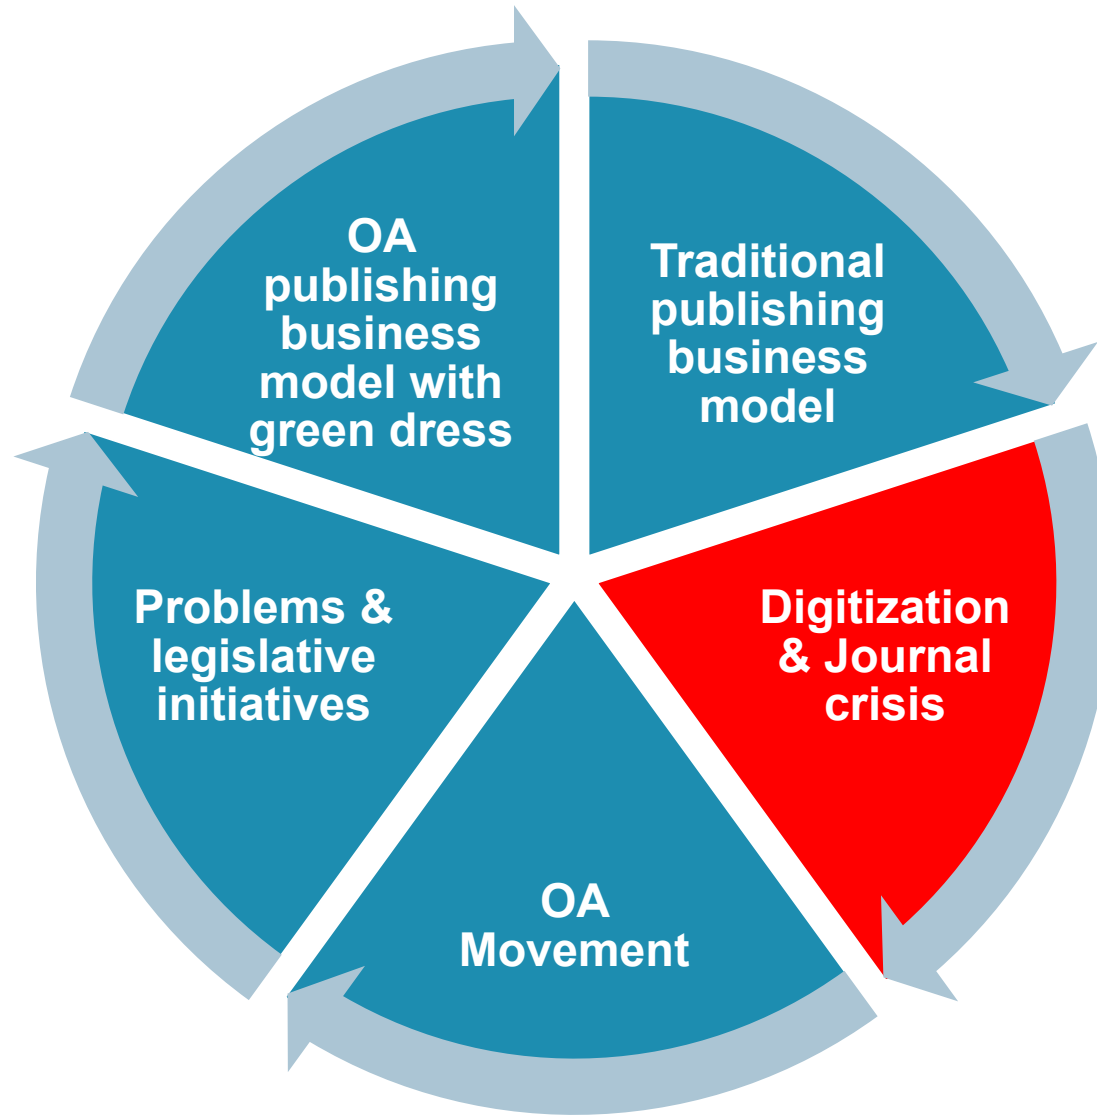 OA
publishing
business
model with
green dress
Traditional
publishing
business
model
Problems &
legislative
initiatives
Digitization
& Journal
crisis
OA
Movement